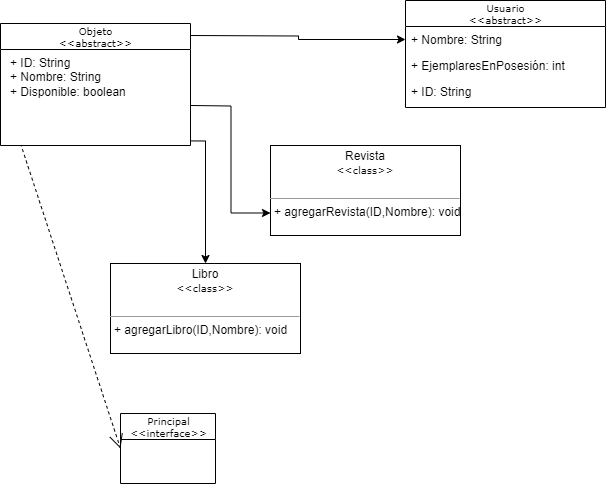 Usuario
<<abstract>>
+ Nombre: String
+ EjemplaresEnPosesión: int
+ ID: String
Objeto
<<abstract>>
+ ID: String
+ Nombre: String
+ Disponible: boolean
Revista
<<class>>
+ agregarRevista(ID,Nombre): void
Libro
<<class>>
+ agregarLibro(ID,Nombre): void
Principal
<<interface>>